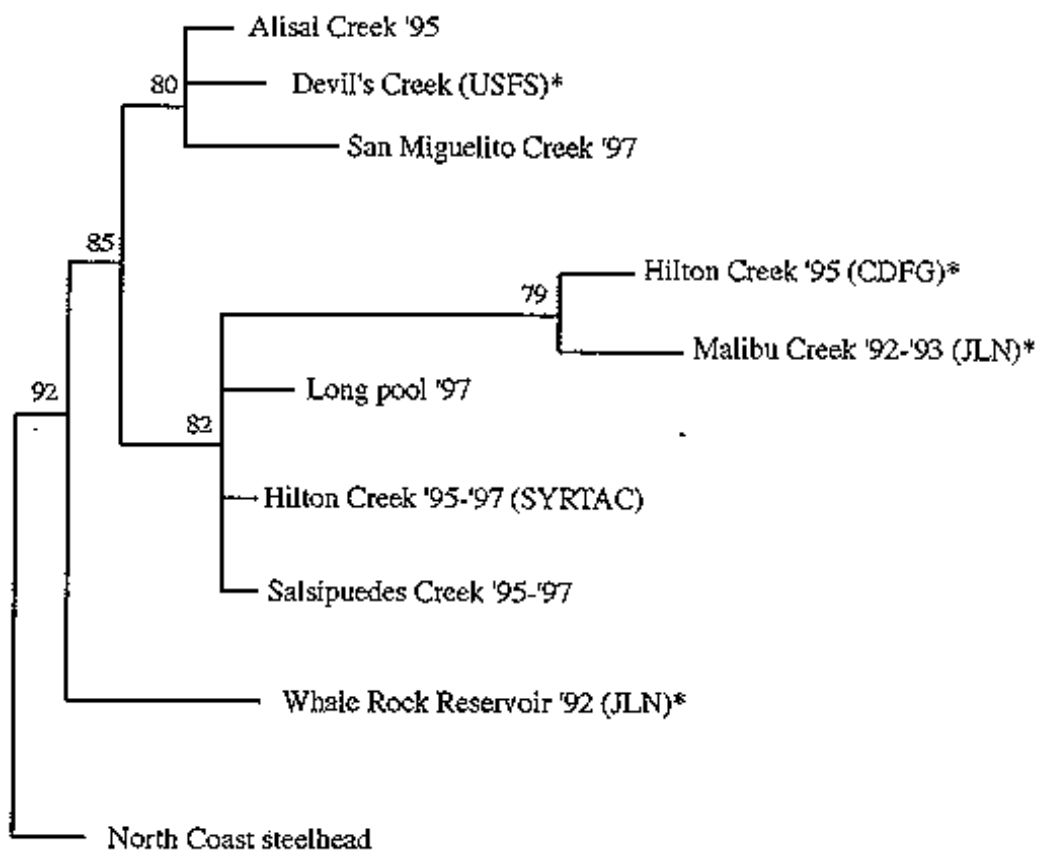 Alisal Creek '95
80
Devil's Creek (USFS)*
San Miguelito Creek '97
85
Hilton Creek '95 (CDFG)*
79
Malibu Creek '92-'93 (JLN)*
92
Long pool '97
82
Hilton Creek '95-'97 (SYRTAC)
Salsipuedes Creek '95-'97
Whale Rock Reservoir '92 (JLN)*
North Coast steelhead